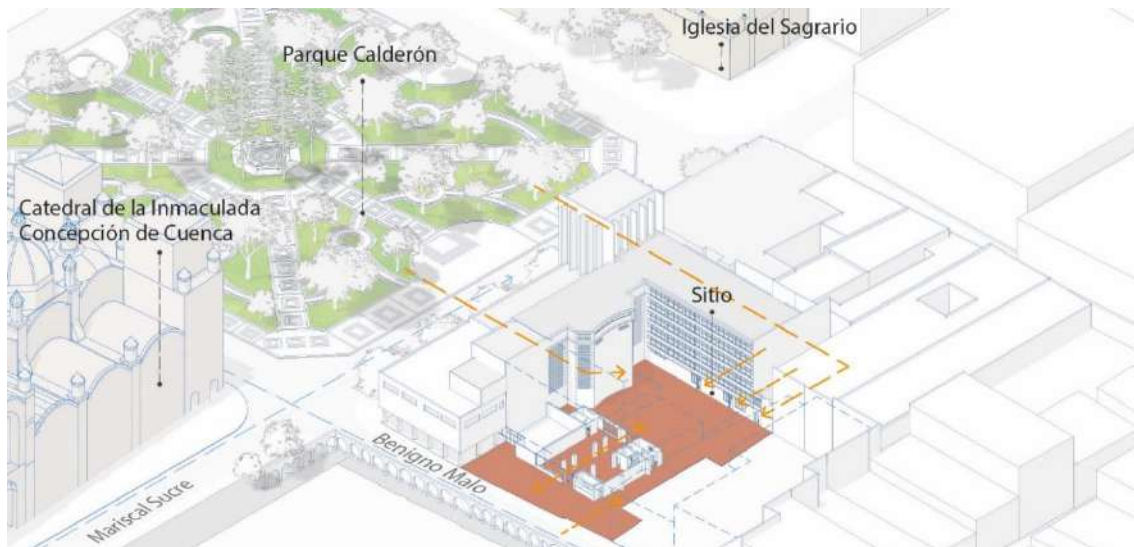 Iglesia del Sagrario
Parque Calderón
Catedral de la Inmaculada
Concepción de Cuenca
Sitio
Benigno Malo
Mariscal Sucre